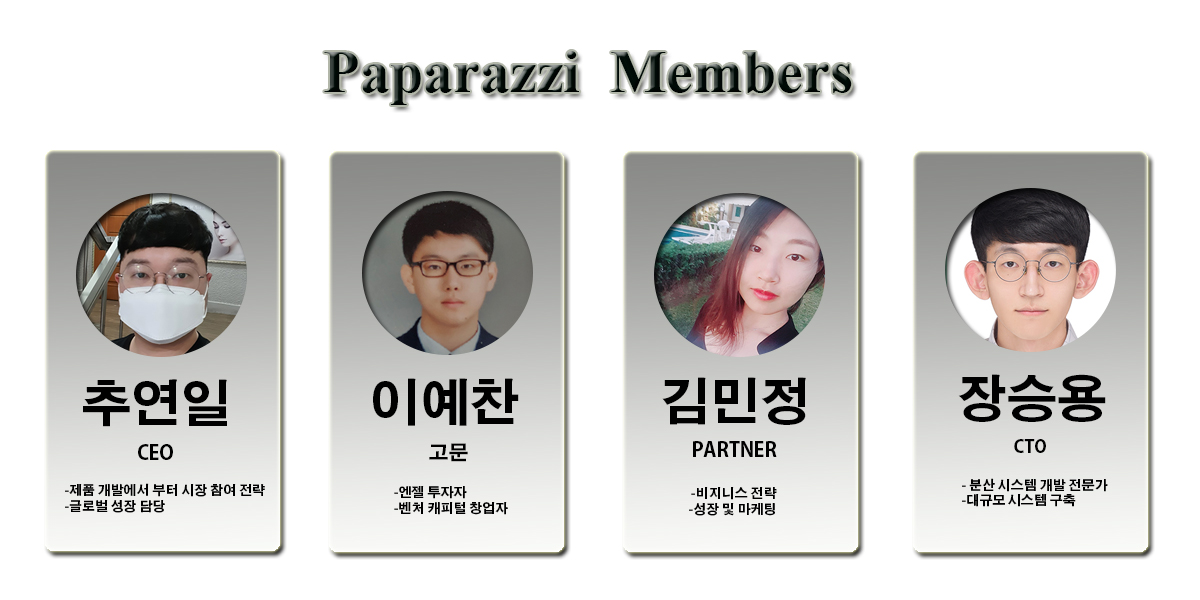 Paparazzi Members
추연일
CEO
-제품 개발에서 부터 시장 참여 전략
-글로벌 성장 담당
이예찬
고문
-엔젤 투자자
-벤처 캐피털 창업자
김민정
PARTNER
-비지니스 전략
-성장 및 마케팅
장승용
CTO
- 분산 시스템 개발 전문가
-대규모 시스템 구축